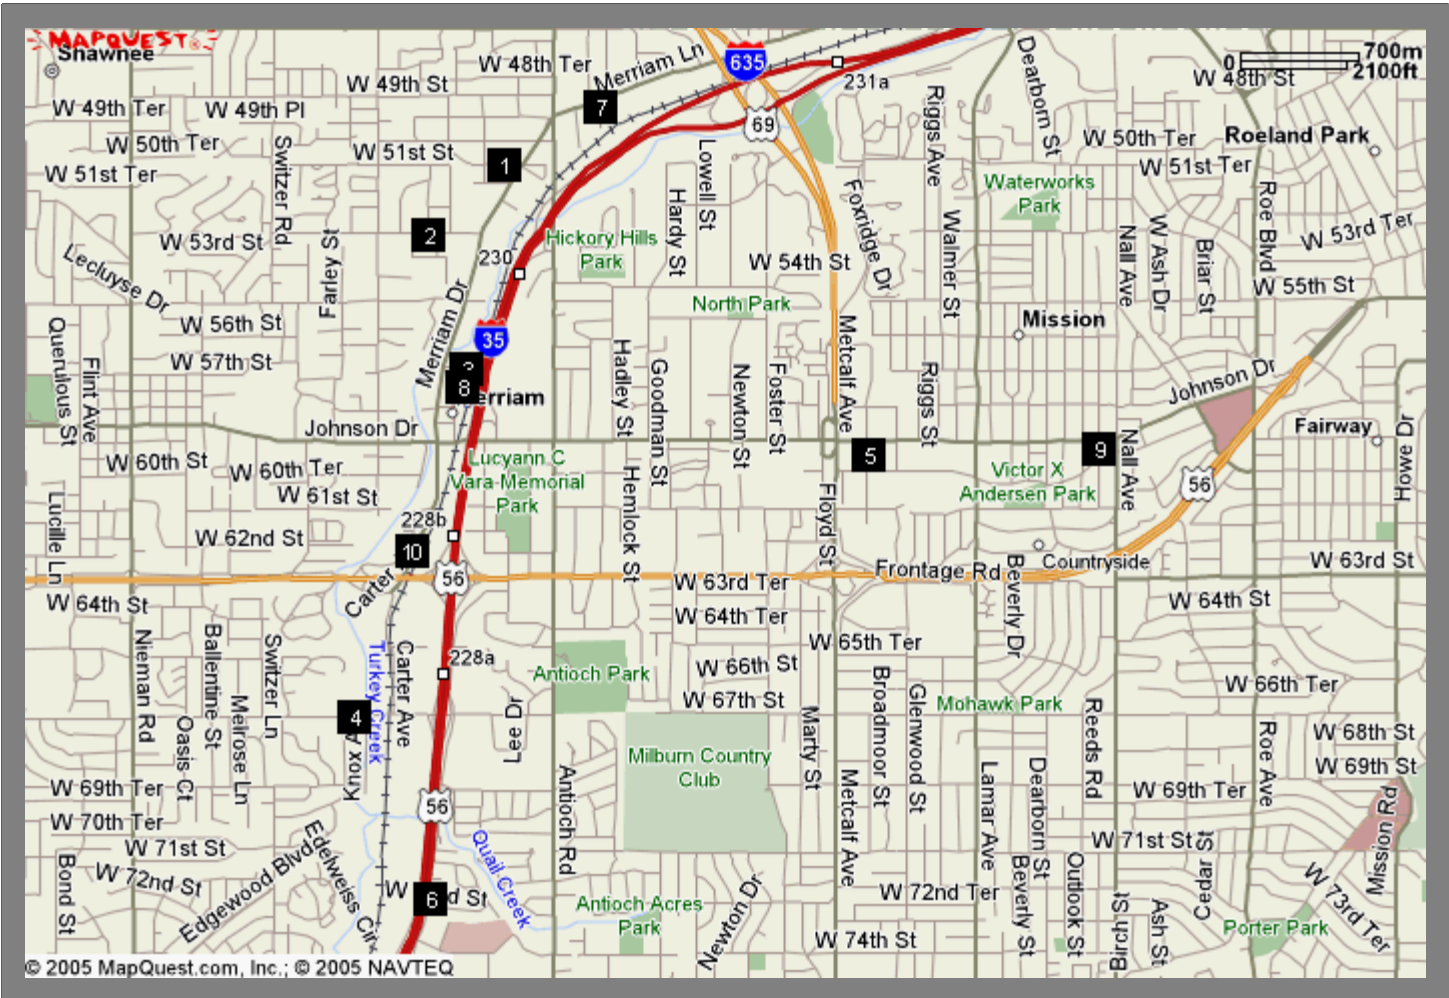 MAPQUEST
Shawnee
W 48th Ter
Merriam Ln
635
231a
Dearborn St
700m
0
2100ft
W 48th St
W 49th St
W 49th Ter
W 49th Pl
7
69
Riggs Ave
W 50th Ter
Switzer Rd
W 51st St
1
Lowell St
W 50th Ter
Roeland Park
W 51st Ter
W 51st Ter
Waterworks
Park
Hardy St
Foxridge Dr
Walmer St
Nall Ave
W Ash Dr
Briar St
Roe Blvd
W 53rd Ter
W 53rd St
Farley St
2
Hickory Hills
Park
230
W 54th St
Lecluyse Dr
W 55th St
North Park
Merriam Dr
W 56th St
35
Mission
Querulous St
Flint Ave
W 57th St
3
8
Hadley St
Goodman St
Newton St
Foster St
Metcalf Ave
Riggs St
Johnson Dr
Merriam
Johnson Dr
Fairway
Howe Dr
5
9
Nall Ave
W 60th St
W 60th Ter
Lucyann C
Vara Memorial
Park
Hemlock St
Victor X
Andersen Park
56
W 61st St
Lucille Ln
Floyd St
228b
W 62nd St
10
Countryside
W 63rd St
56
W 63rd Ter
Frontage Rd
Beverly Dr
Carter
W 64th St
W 64th Ter
W 64th St
Nieman Rd
Ballentine St
Switzer Ln
Turkey Creek
Carter Ave
228a
W 65th Ter
W 66th St
Antioch Park
W 67th St
W 66th Ter
Broadmoor St
Glenwood St
Mohawk Park
Oasis Ct
Melrose Ln
4
Knox A
Lee Dr
Marty St
Reeds Rd
Roe Ave
W 68th St
Milburn Country
Club
W 69th St
W 69th Ter
Antioch Rd
Metcalf Ave
Lamar Ave
Dearborn St
W 69th Ter
Mission Rd
56
W 70th Ter
W 71st St
Edelweiss Cir
Quail Creek
W 71st St
Cedar St
Bond St
W 72nd St
Edgewood Blvd
W
6
d St
W 72nd Ter
Beverly St
Outlook St
Birch St
Ash St
W 73rd Ter
Antioch Acres
Park
Newton Dr
W 74th St
Porter Park
© 2005 MapQuest.com, Inc.; © 2005 NAVTEQ